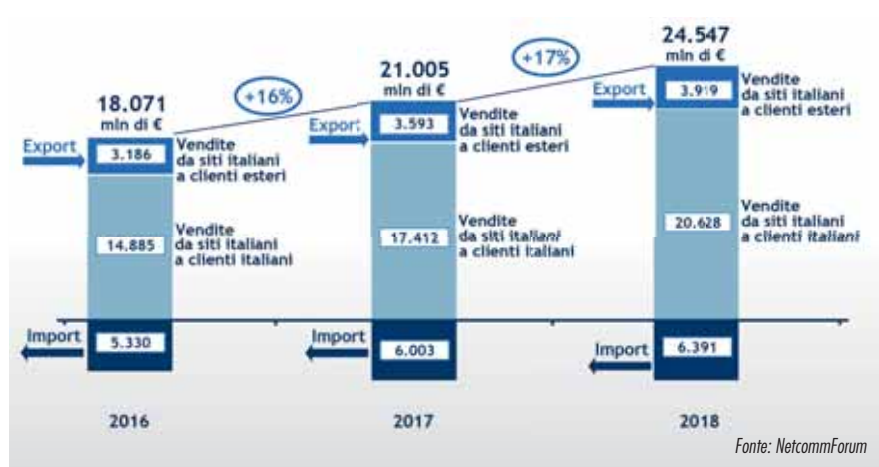 18.071
mln di €
+16%
21.005
mln di €
+17%
24.547
mln di €
Export
3.186
Vendite
da siti italiani
a clienti esteri
Export
3.593
Vendite
da siti italiani
a clienti esteri
Export
3.919
Vendite
da siti italiani
a clienti esteri
14.885
Vendite
da siti italiani
a clienti italiani
17.412
Vendite
da siti italiani
a clienti italiani
20.628
Vendite
da siti italiani
a clienti italiani
Import
5.330
Import
6.003
Import
6.391
2016
2017
2018
Fonte: NetcommForum